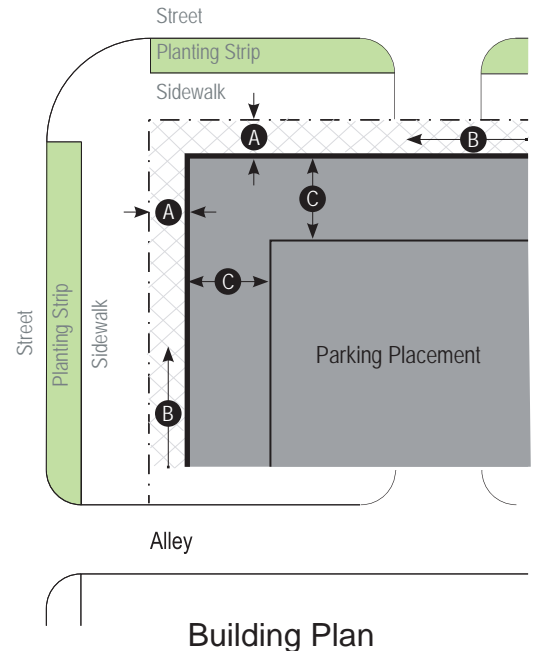 Street
Planting Strip
Sidewalk
A
B
C
A
C
Street
Planting Strip
Sidewalk
Parking Placement
B
Alley
Building Plan